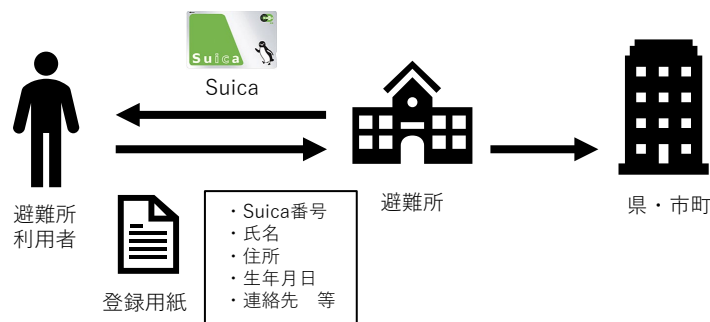 Suica
Suica
避難所
利用者
登録用紙
・Suica番号
・氏名
・住所
・生年月日
・連絡先　等
避難所
県・市町